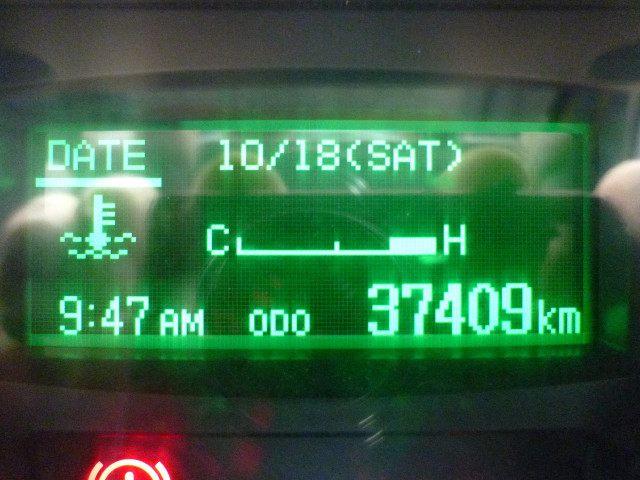 DATE 10/18(SAT)
C H
9:47 AM ODO 37409km